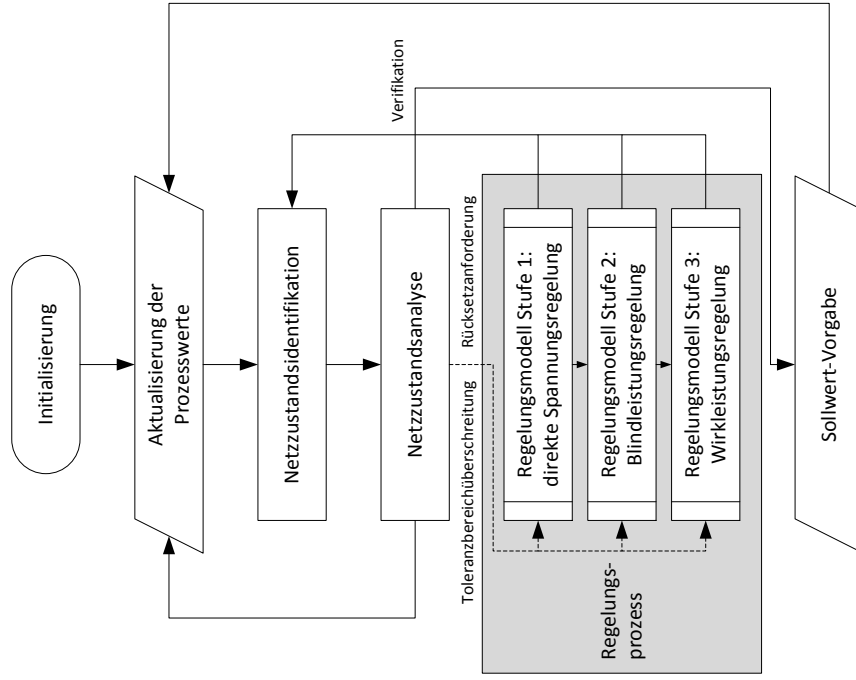 Initialisierung
Aktualisierung der
Prozesswerte
Netzzustandsidentifikation
Netzzustandsanalyse
Verifikation
Toleranzbereichüberschreitung
Rücksetzanforderung
Regelungsmodell Stufe 1:
direkte Spannungsregelung
Regelungsmodell Stufe 2:
Blindleistungsregelung
Regelungsmodell Stufe 3:
Wirkleistungsregelung
Regelungs-
prozess
Sollwert-Vorgabe